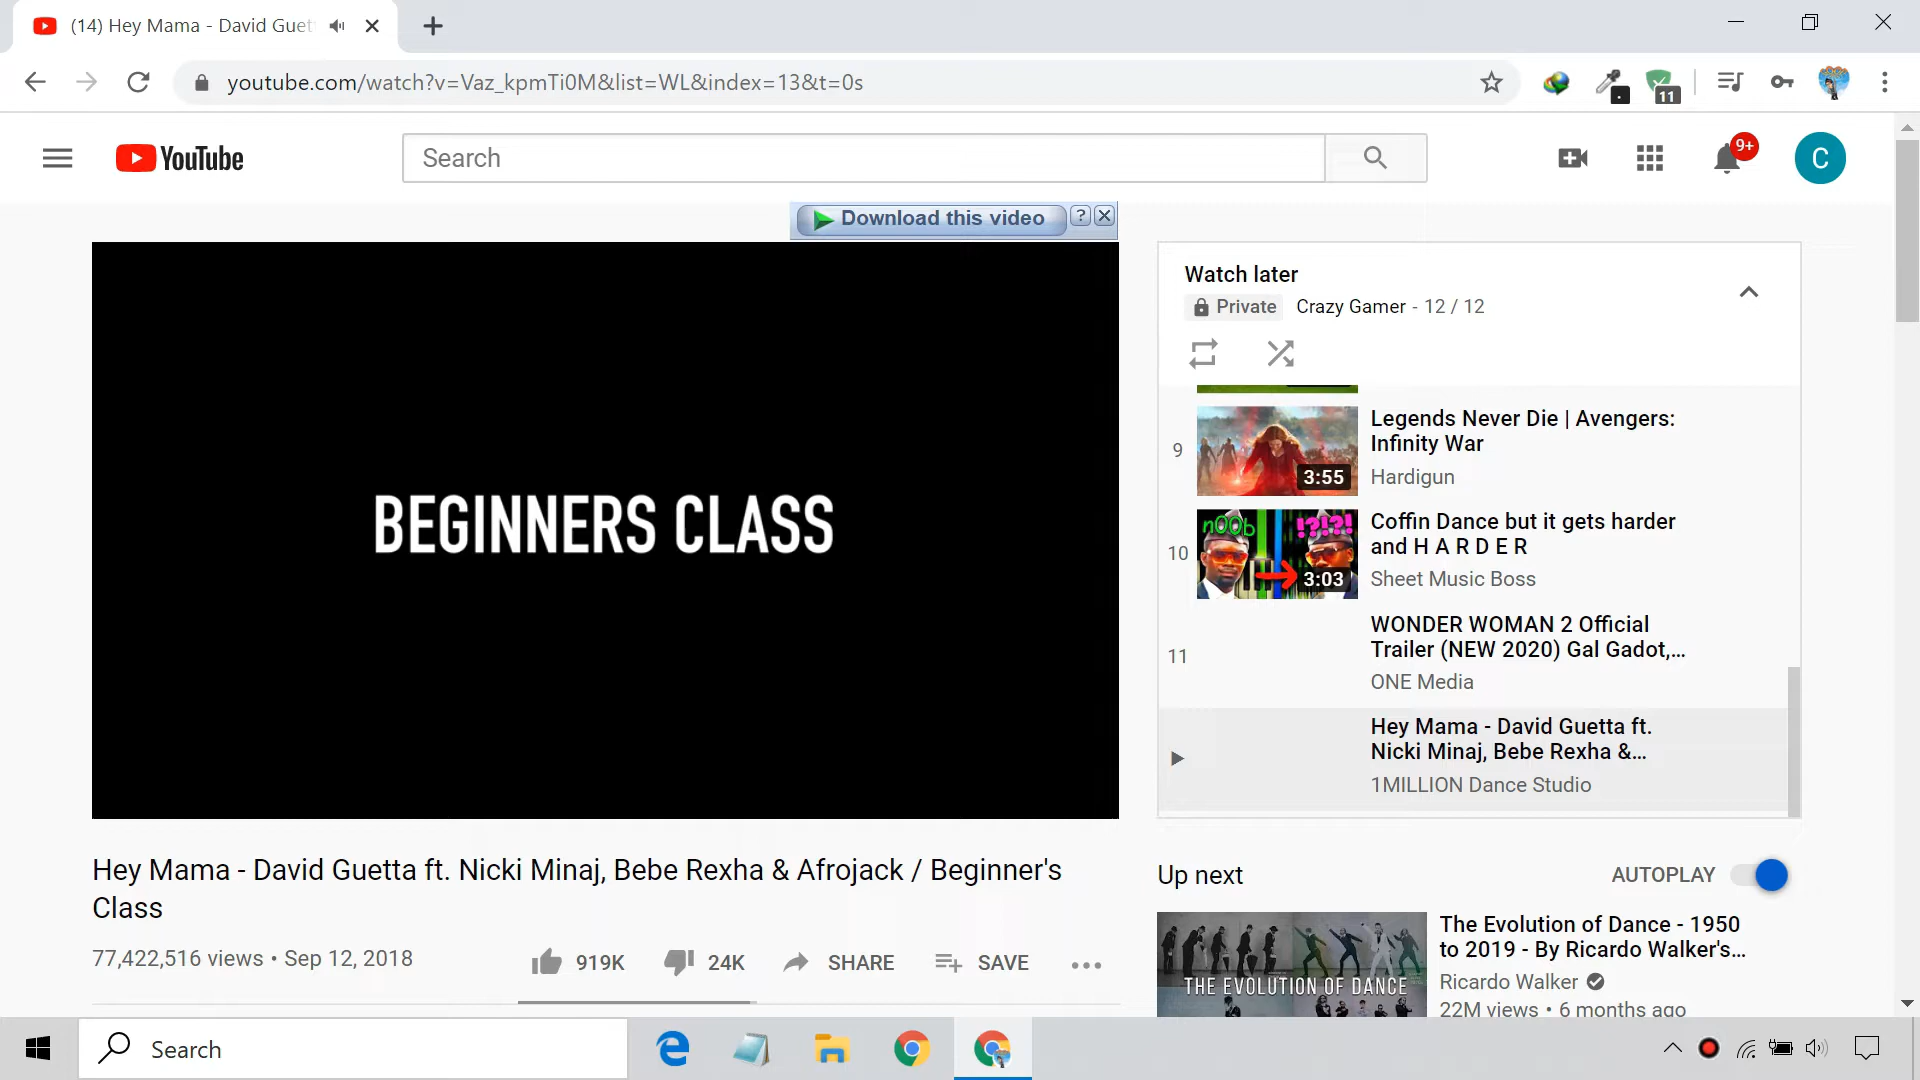 (14) Hey Mama - David Guet
youtube.com/watch?v=Vaz_kpmTi0M&list=WL&index=13&t=0s
11
YouTube
Search
9+
C
Download this video
?
BEGINNERS CLASS
Watch later
Private Crazy Gamer - 12 / 12
9
3:55
Legends Never Die | Avengers:
Infinity War
Hardigun
10
n00b
!?!?!
3:03
Coffin Dance but it gets harder
and H A R D E R
Sheet Music Boss
11
WONDER WOMAN 2 Official
Trailer (NEW 2020) Gal Gadot,...
ONE Media
Hey Mama - David Guetta ft.
Nicki Minaj, Bebe Rexha &...
1MILLION Dance Studio
Hey Mama - David Guetta ft. Nicki Minaj, Bebe Rexha & Afrojack / Beginner's
Class
77,422,516 views • Sep 12, 2018
919K
24K
SHARE
SAVE
Up next
AUTOPLAY
THE EVOLUTION OF DANCE
The Evolution of Dance - 1950
to 2019 - By Ricardo Walker's...
Ricardo Walker
22M views • 6 months ago
Search